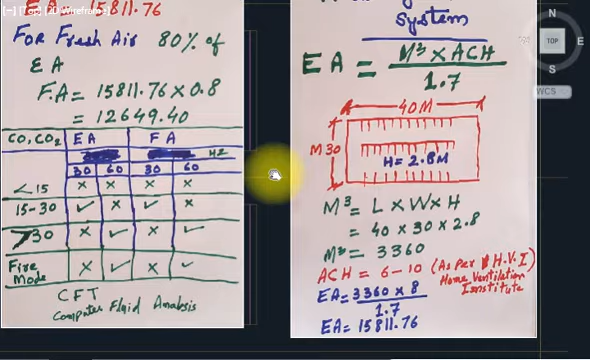 [−] [Top] [2D Wireframe]
EA= 15811.76
For Fresh Air 80% of
EA
F.A = 15811.76 x 0.8
= 12649.40
CO,CO2 EA FA
HZ
30 60 30 60
<15 x x x x
15-30 ✓ x ✓ x
>30 x ✓ x ✓
Fire Mode x ✓ x ✓
CFT
Computer Fluid Analysis
System
EA = M³ x ACH
1.7
40M
M30
H= 2.8M
M³= L x W x H
= 40 x 30 x 2.8
M³= 3360
ACH = 6-10 (As Per H.V.I)
Home Ventilation
Institute
EA= 3360 x 8
1.7
EA= 15811.76
N
TOP
E
S
WCS